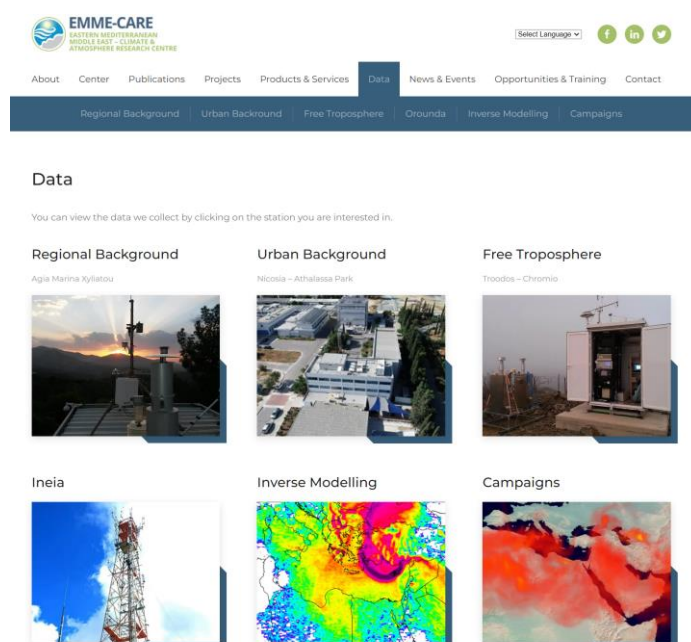 EMME-CARE
EASTERN MEDITERRANEAN
MIDDLE EAST – CLIMATE &
ATMOSPHERE RESEARCH CENTRE
Select Language
About Center Publications Projects Products & Services Data News & Events Opportunities & Training Contact
Regional Background Urban Backround Free Troposphere Orounda Inverse Modelling Campaigns
Data
You can view the data we collect by clicking on the station you are interested in.
Regional Background Urban Background Free Troposphere
Agia Marina Xyliatou Nicosia – Athalassa Park Troodos – Chromio
Ineia Inverse Modelling Campaigns